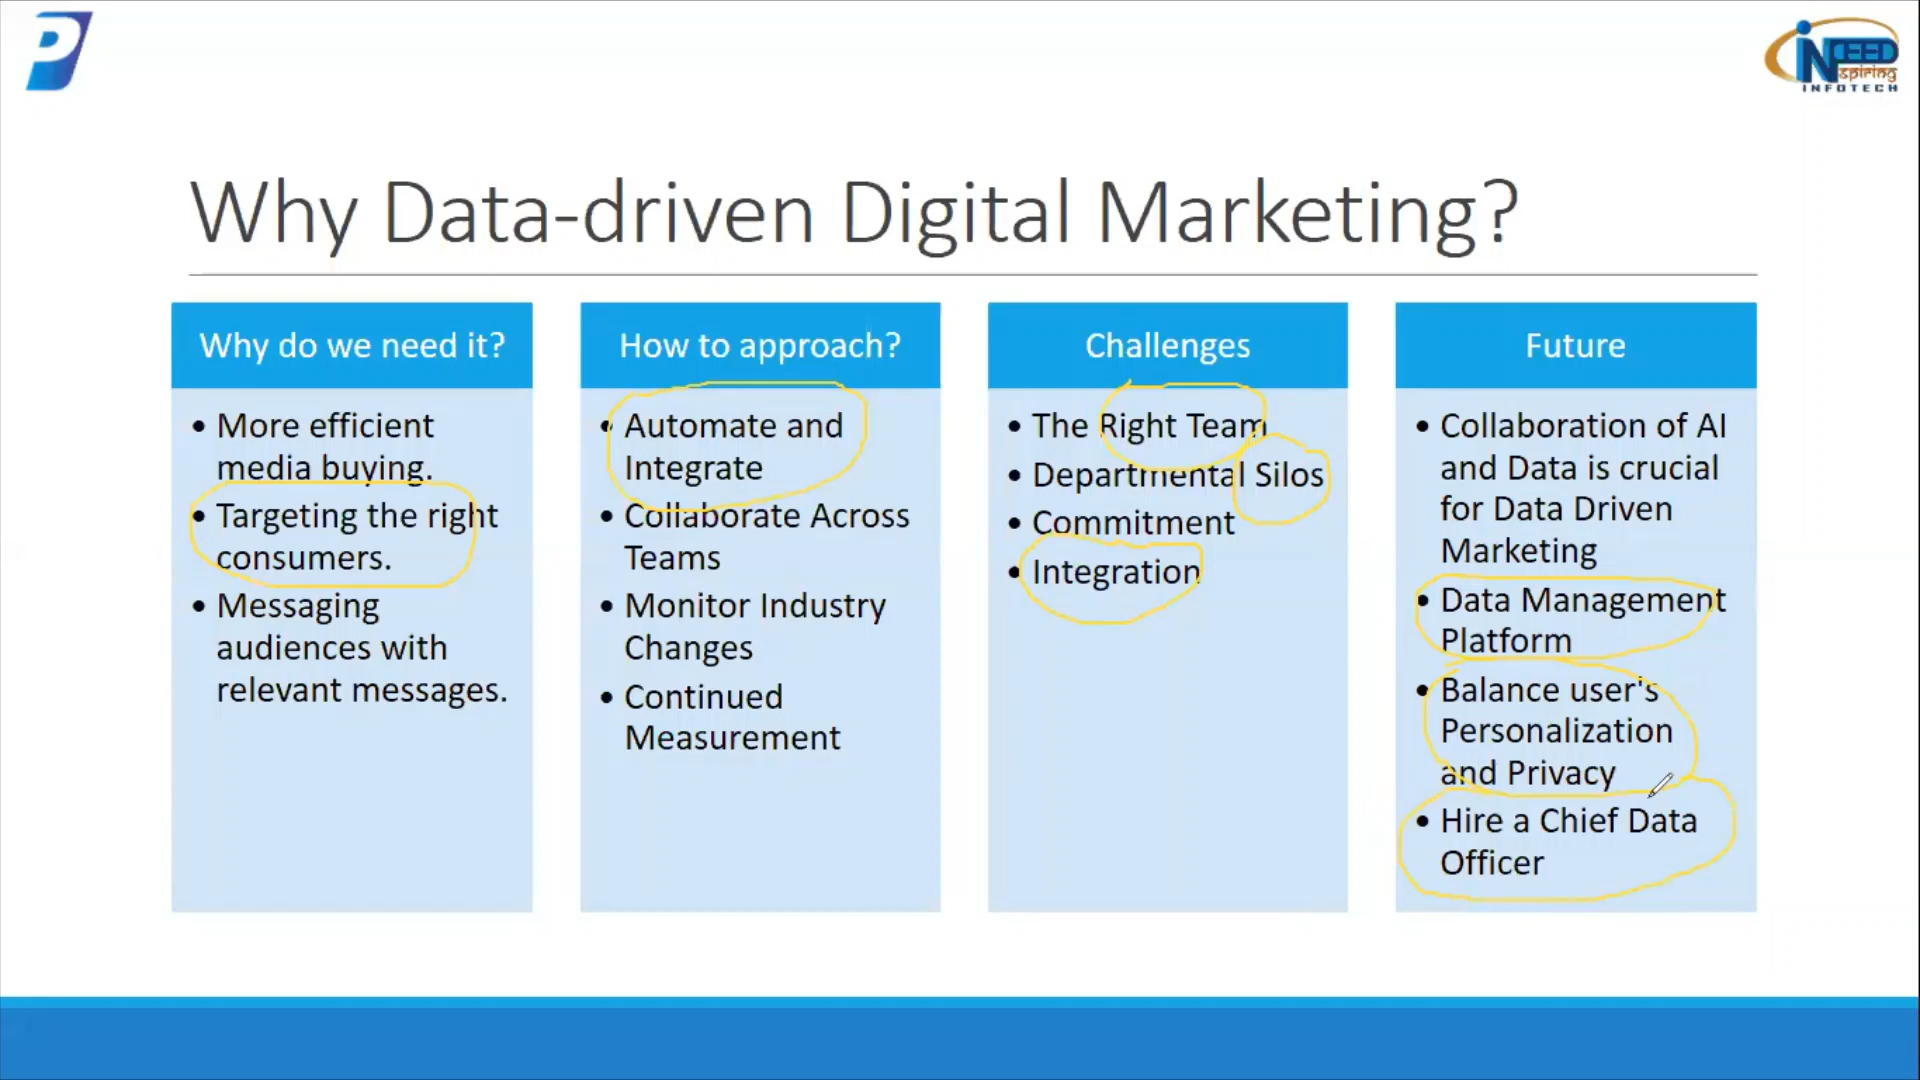 iNCEED
Nspiring
INFOTECH
Why Data-driven Digital Marketing?
Why do we need it?
• More efficient
media buying.
• Targeting the right
consumers.
• Messaging
audiences with
relevant messages.
How to approach?
• Automate and
Integrate
• Collaborate Across
Teams
• Monitor Industry
Changes
• Continued
Measurement
Challenges
• The Right Team
• Departmental Silos
• Commitment
• Integration
Future
• Collaboration of AI
and Data is crucial
for Data Driven
Marketing
• Data Management
Platform
• Balance user's
Personalization
and Privacy
• Hire a Chief Data
Officer